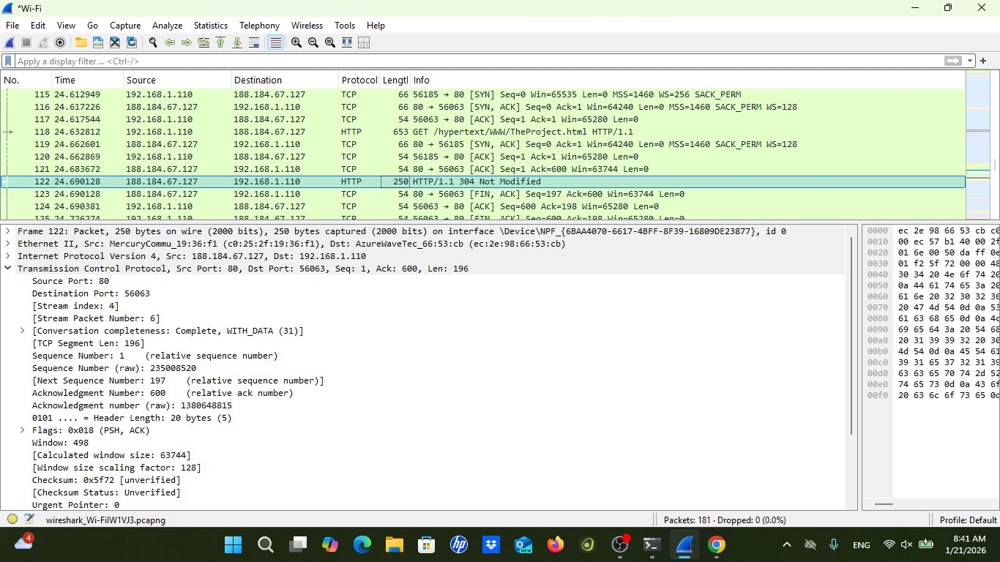 *Wi-Fi
File Edit View Go Capture Analyze Statistics Telephony Wireless Tools Help
Apply a display filter ... <Ctrl-/>
No. Time Source Destination Protocol Lengtl Info
115 24.612949 192.168.1.110 188.184.67.127 TCP 66 56185 → 80 [SYN] Seq=0 Win=65535 Len=0 MSS=1460 WS=256 SACK_PERM
116 24.617226 188.184.67.127 192.168.1.110 TCP 66 80 → 56063 [SYN, ACK] Seq=0 Ack=1 Win=64240 Len=0 MSS=1460 SACK_PERM WS=128
117 24.617544 192.168.1.110 188.184.67.127 TCP 54 56063 → 80 [ACK] Seq=1 Ack=1 Win=65280 Len=0
118 24.632812 192.168.1.110 188.184.67.127 HTTP 653 GET /hypertext/WWW/TheProject.html HTTP/1.1
119 24.662601 188.184.67.127 192.168.1.110 TCP 66 80 → 56185 [SYN, ACK] Seq=0 Ack=1 Win=64240 Len=0 MSS=1460 SACK_PERM WS=128
120 24.662869 192.168.1.110 188.184.67.127 TCP 54 56185 → 80 [ACK] Seq=1 Ack=1 Win=65280 Len=0
121 24.683672 188.184.67.127 192.168.1.110 TCP 54 80 → 56063 [ACK] Seq=1 Ack=600 Win=63744 Len=0
122 24.690128 188.184.67.127 192.168.1.110 HTTP 250 HTTP/1.1 304 Not Modified
123 24.690128 188.184.67.127 192.168.1.110 TCP 54 80 → 56063 [FIN, ACK] Seq=197 Ack=600 Win=63744 Len=0
124 24.690381 192.168.1.110 188.184.67.127 TCP 54 56063 → 80 [ACK] Seq=600 Ack=198 Win=65280 Len=0
125 24.726274 192.168.1.110 188.184.67.127 TCP 54 56063 → 80 [FIN, ACK] Seq=600 Ack=198 Win=65280 Len=0
Frame 122: Packet, 250 bytes on wire (2000 bits), 250 bytes captured (2000 bits) on interface \Device\NPF_{6BAA4070-6617-4BFF-8F39-16809DE23877}, id 0
Ethernet II, Src: MercuryCommu_19:36:f1 (c0:25:2f:19:36:f1), Dst: AzureWaveTec_66:53:cb (ec:2e:98:66:53:cb)
Internet Protocol Version 4, Src: 188.184.67.127, Dst: 192.168.1.110
Transmission Control Protocol, Src Port: 80, Dst Port: 56063, Seq: 1, Ack: 600, Len: 196
Source Port: 80
Destination Port: 56063
[Stream index: 4]
[Stream Packet Number: 6]
[Conversation completeness: Complete, WITH_DATA (31)]
[TCP Segment Len: 196]
Sequence Number: 1 (relative sequence number)
Sequence Number (raw): 235008520
[Next Sequence Number: 197 (relative sequence number)]
Acknowledgment Number: 600 (relative ack number)
Acknowledgment number (raw): 1380648815
0101 .... = Header Length: 20 bytes (5)
Flags: 0x018 (PSH, ACK)
Window: 498
[Calculated window size: 63744]
[Window size scaling factor: 128]
Checksum: 0x5f72 [unverified]
[Checksum Status: Unverified]
Urgent Pointer: 0
0000 ec 2e 98 66 53 cb c0
0010 00 ec 57 b1 40 00 2f
0020 01 6e 00 50 da ff 0e
0030 01 f2 5f 72 00 00 48
0040 30 34 20 4e 6f 74 20
0050 0a 44 61 74 65 3a 20
0060 61 6e 20 32 30 32 36
0070 20 47 4d 54 0d 0a 53
0080 61 63 68 65 0d 0a 4c
0090 69 65 64 3a 20 54 68
00a0 20 31 39 39 32 20 30
00b0 4d 54 0d 0a 45 54 61
00c0 39 31 65 37 32 31 39
00d0 63 63 65 70 74 2d 52
00e0 74 65 73 0d 0a 43 6f
00f0 20 63 6c 6f 73 65 0d
wireshark_Wi-FiIW1VJ3.pcapng
Packets: 181 · Dropped: 0 (0.0%)
Profile: Default
4
hp
NEW
ENG
8:41 AM
1/21/2026